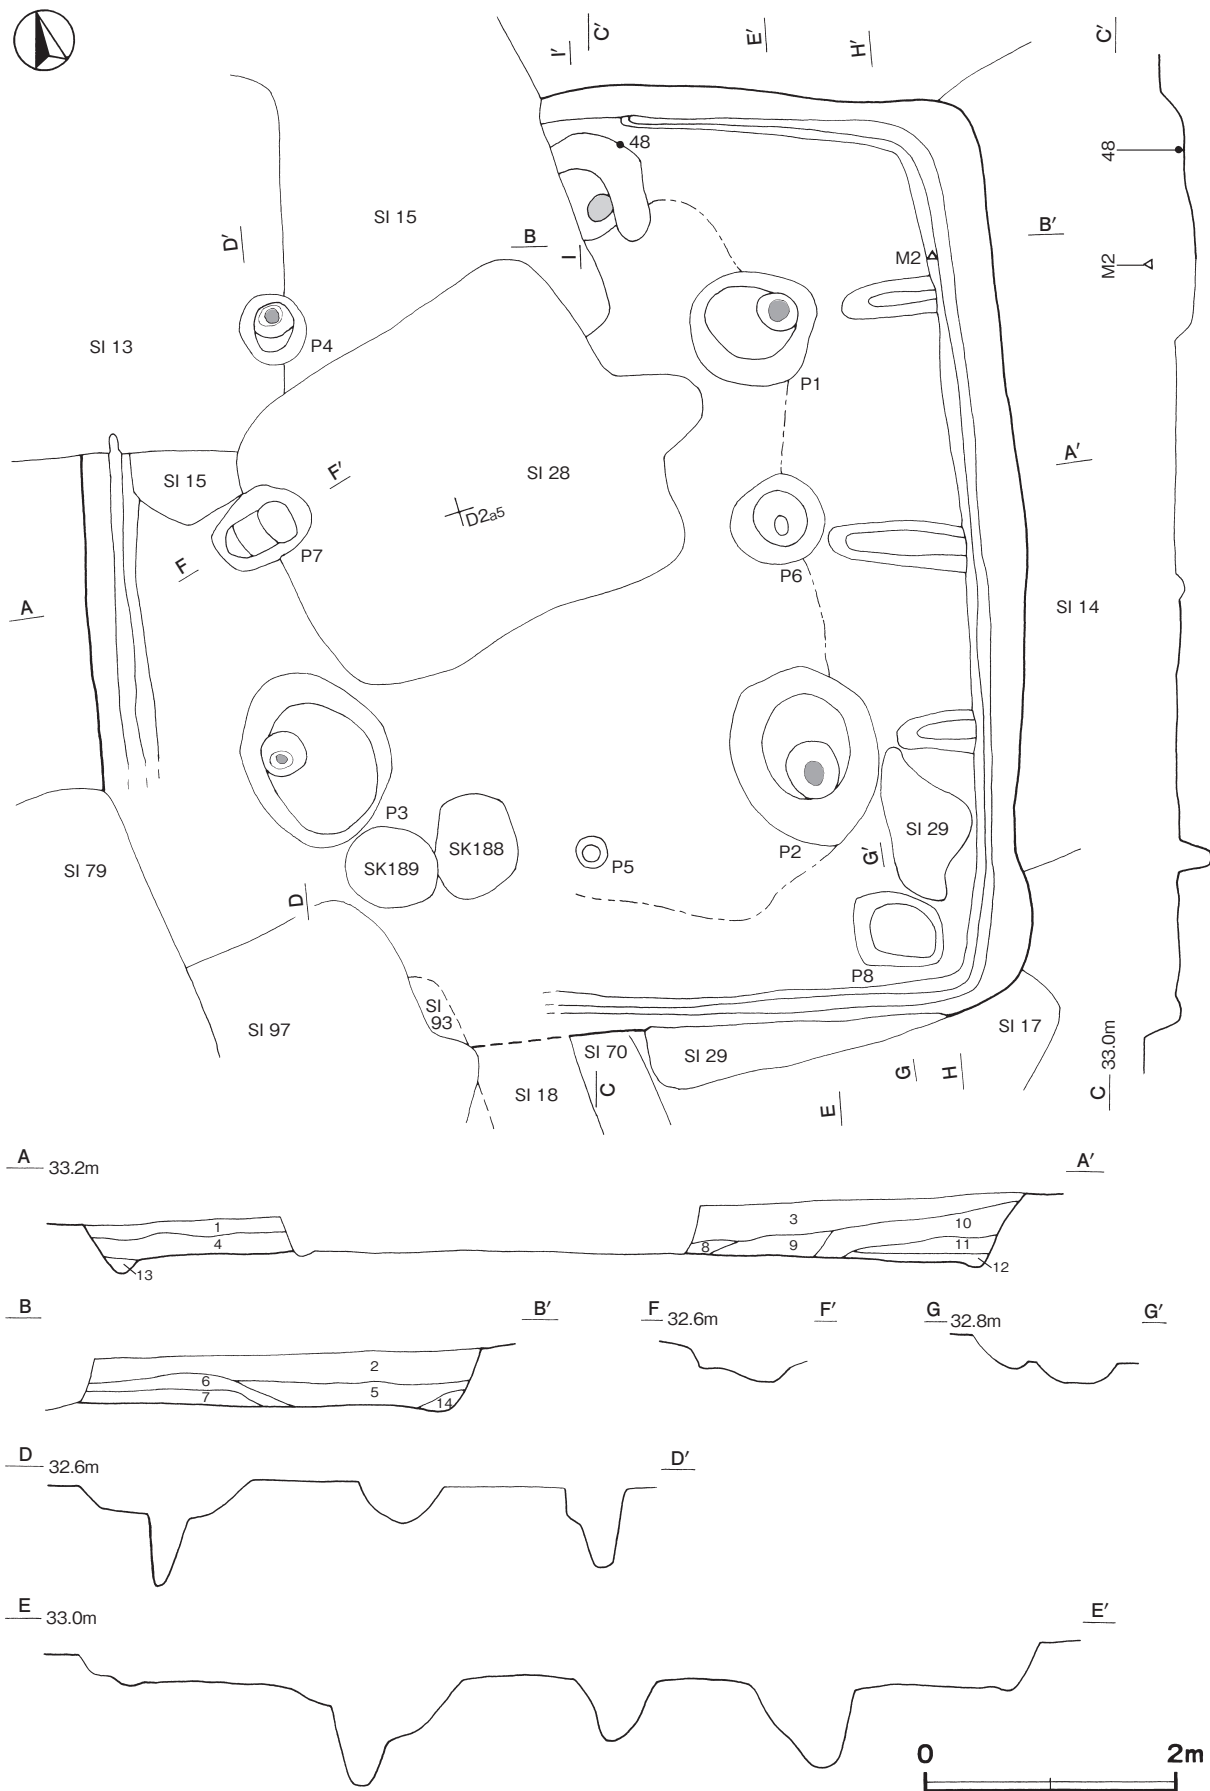 I′ C′ E′ H′ C′
48 48
SI 15 B′
D′ B I M2 M2
SI 13 P4 P1
A′
SI 15 F′ SI 28
D2a5
F P7 P6
A SI 14
P3 SI 29
SI 79 SK189 SK188 P5 P2 G′
D P8
SI 97 SI 93 SI 17
SI 70 SI 29
SI 18 C E G H C 33.0m
A 33.2m A′
1 3 10
4 8 9 11
13 12
B B′ F 32.6m F′ G 32.8m G′
2
6 5
7 14
D 32.6m D′
E 33.0m E′
0 2m